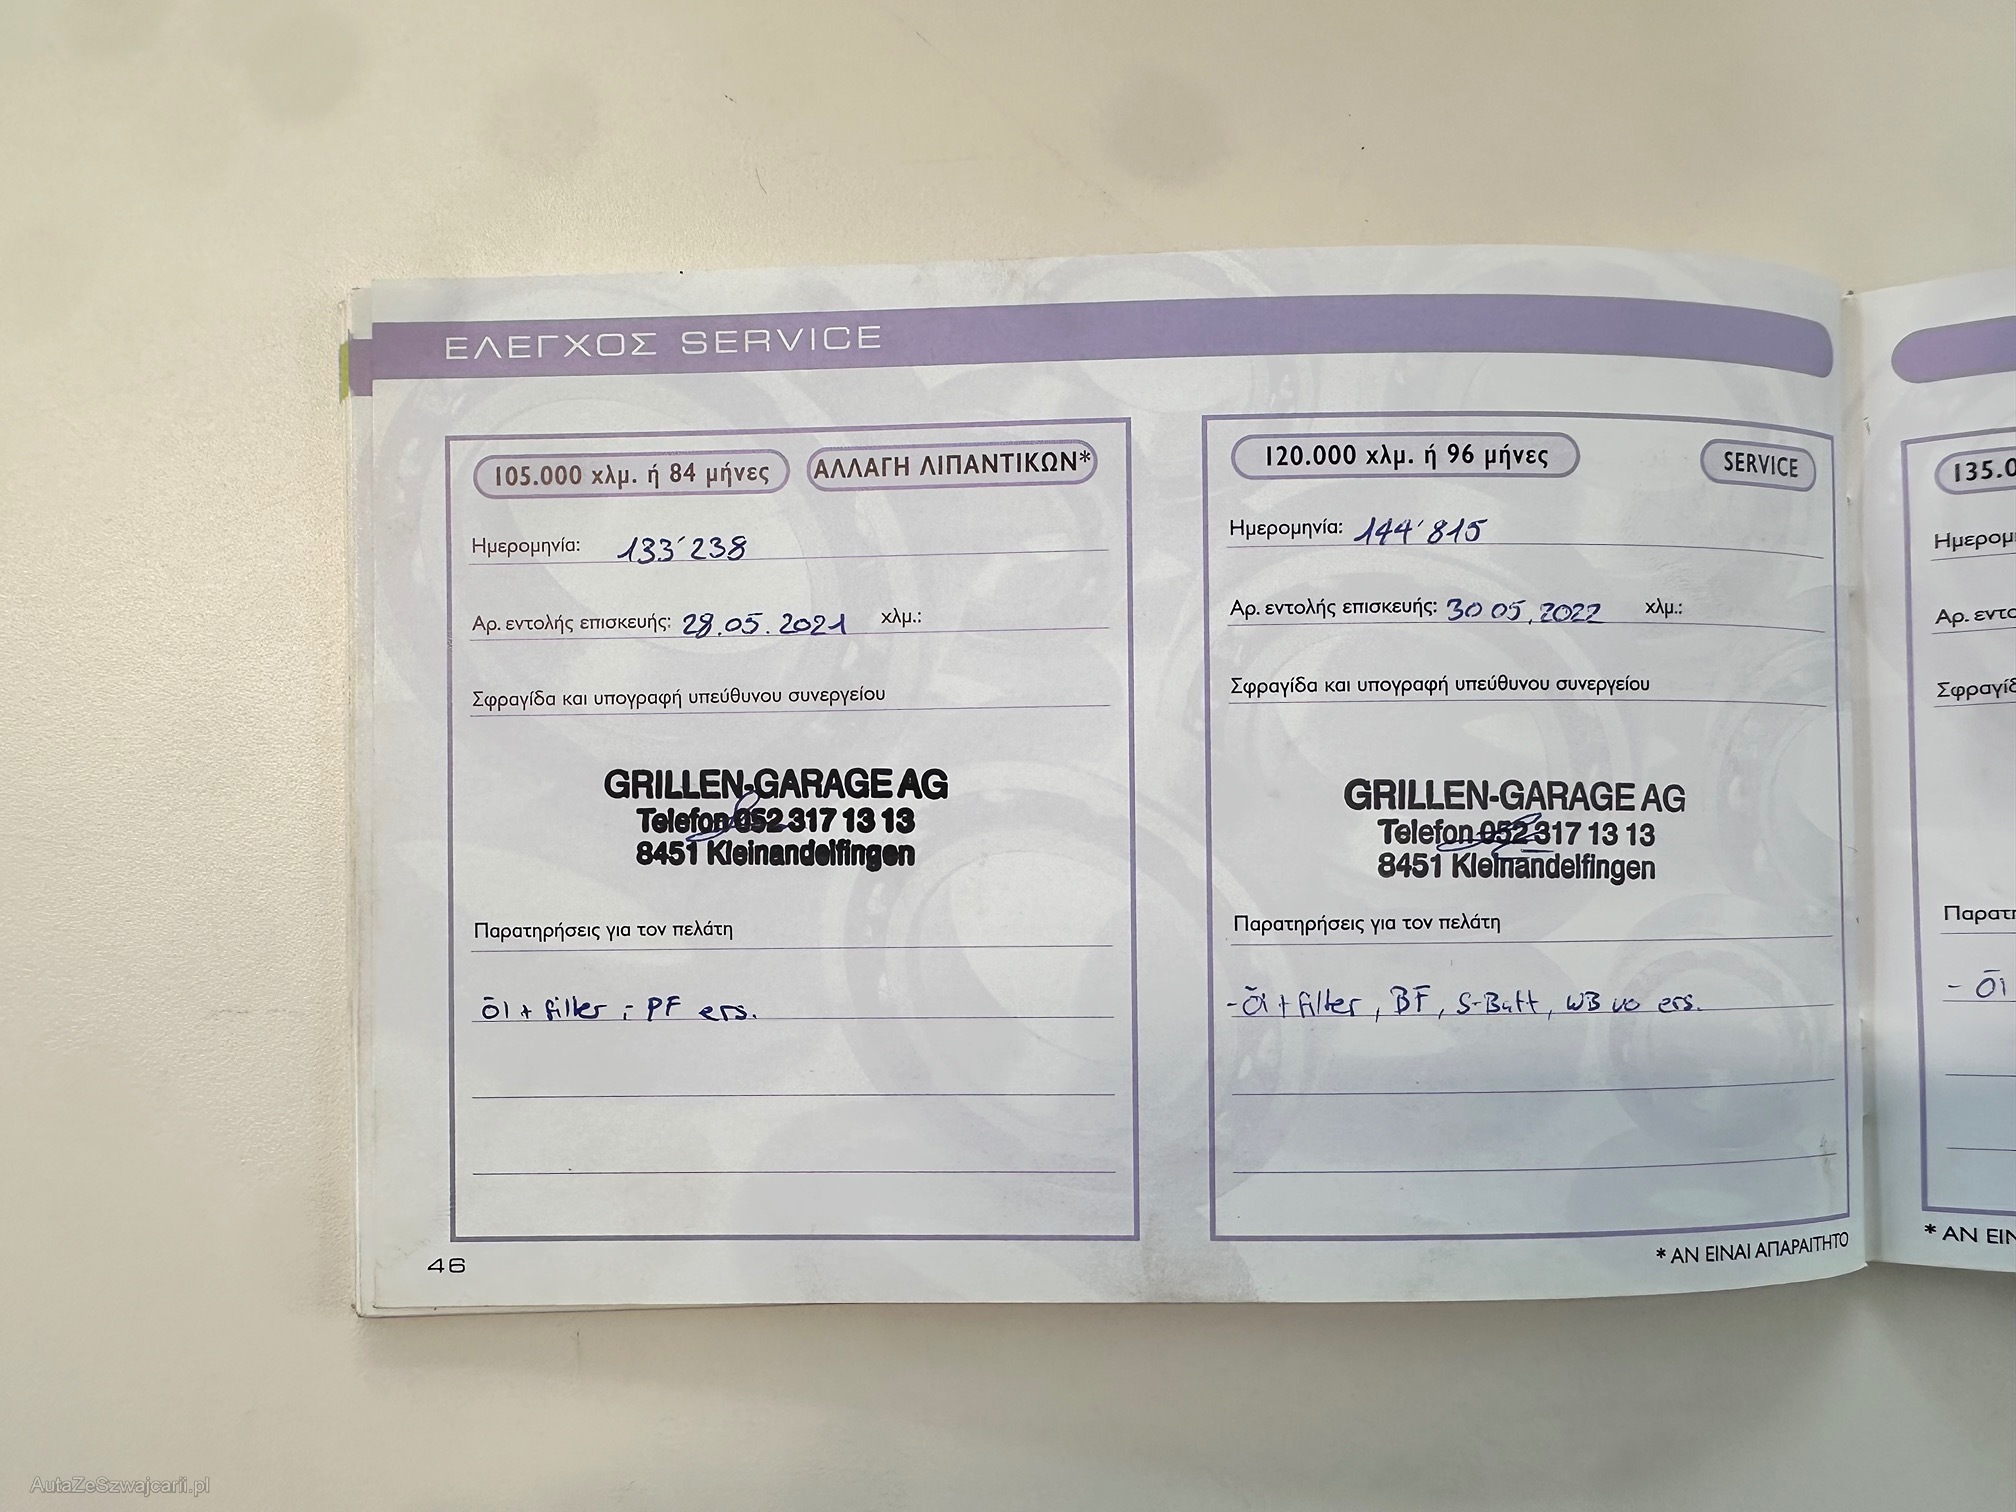 ΕΛΕΓΧΟΣ SERVICE
105.000 χλμ. ή 84 μήνες
ΑΛΛΑΓΗ ΛΙΠΑΝΤΙΚΩΝ*
Ημερομηνία: 133'238
Αρ. εντολής επισκευής: 28.05.2021 χλμ.:
Σφραγίδα και υπογραφή υπεύθυνου συνεργείου
GRILLEN-GARAGE AG
Telefon 052 317 13 13
8451 Kleinandelfingen
Παρατηρήσεις για τον πελάτη
Öl + filter, PF ers.
46
120.000 χλμ. ή 96 μήνες
SERVICE
Ημερομηνία: 144'815
Αρ. εντολής επισκευής: 30 05.2022 χλμ.:
Σφραγίδα και υπογραφή υπεύθυνου συνεργείου
GRILLEN-GARAGE AG
Telefon 052 317 13 13
8451 Kleinandelfingen
Παρατηρήσεις για τον πελάτη
- Öl + filter, BF, S-Batt, WB vo ers.
* ΑΝ ΕΙΝΑΙ ΑΠΑΡΑΙΤΗΤΟ
135.0
Ημερομ
Αρ. εντο
Σφραγίδ
Παρατη
- Öl
* ΑΝ ΕΙΝ
AutaZeSzwajcarii.pl